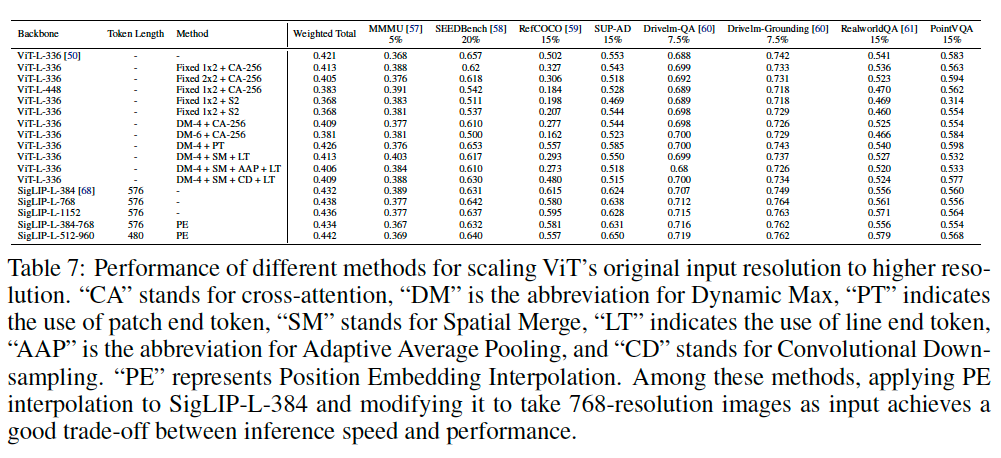 Backbone Token Length Method Weighted Total MMMU [57] SEEDBench [58] RefCOCO [59] SUP-AD Drivelm-QA [60] Drivelm-Grounding [60] RealworldQA [61] PointVQA
5% 20% 15% 15% 7.5% 7.5% 15% 15%
ViT-L-336 [50] - - 0.421 0.368 0.657 0.502 0.553 0.688 0.742 0.541 0.583
ViT-L-336 - Fixed 1x2 + CA-256 0.413 0.388 0.62 0.327 0.543 0.699 0.733 0.536 0.563
ViT-L-336 - Fixed 2x2 + CA-256 0.405 0.376 0.618 0.306 0.518 0.692 0.731 0.523 0.594
ViT-L-448 - Fixed 1x2 + CA-256 0.383 0.391 0.542 0.184 0.528 0.689 0.718 0.470 0.562
ViT-L-336 - Fixed 1x2 + S2 0.368 0.383 0.511 0.198 0.469 0.689 0.718 0.469 0.314
ViT-L-336 - Fixed 1x2 + S2 0.368 0.381 0.537 0.207 0.544 0.698 0.729 0.460 0.554
ViT-L-336 - DM-4 + CA-256 0.409 0.377 0.610 0.277 0.544 0.698 0.726 0.525 0.554
ViT-L-336 - DM-6 + CA-256 0.381 0.381 0.500 0.162 0.523 0.700 0.729 0.466 0.584
ViT-L-336 - DM-4 + PT 0.426 0.376 0.653 0.557 0.585 0.700 0.743 0.540 0.598
ViT-L-336 - DM-4 + SM + LT 0.413 0.403 0.617 0.293 0.550 0.699 0.737 0.527 0.532
ViT-L-336 - DM-4 + SM + AAP + LT 0.406 0.384 0.610 0.273 0.518 0.68 0.726 0.520 0.533
ViT-L-336 - DM-4 + SM + CD + LT 0.409 0.388 0.630 0.480 0.515 0.700 0.734 0.524 0.577
SigLIP-L-384 [68] 576 - 0.432 0.389 0.631 0.615 0.624 0.707 0.749 0.556 0.560
SigLIP-L-768 576 - 0.438 0.377 0.642 0.580 0.638 0.712 0.764 0.561 0.556
SigLIP-L-1152 576 - 0.436 0.377 0.637 0.595 0.628 0.715 0.763 0.571 0.564
SigLIP-L-384-768 576 PE 0.434 0.367 0.632 0.581 0.631 0.716 0.762 0.556 0.554
SigLIP-L-512-960 480 PE 0.442 0.369 0.640 0.557 0.650 0.719 0.762 0.579 0.568
Table 7: Performance of different methods for scaling ViT's original input resolution to higher reso-
lution. “CA” stands for cross-attention, “DM” is the abbreviation for Dynamic Max, “PT” indicates
the use of patch end token, “SM” stands for Spatial Merge, “LT” indicates the use of line end token,
“AAP” is the abbreviation for Adaptive Average Pooling, and “CD” stands for Convolutional Down-
sampling. “PE” represents Position Embedding Interpolation. Among these methods, applying PE
interpolation to SigLIP-L-384 and modifying it to take 768-resolution images as input achieves a
good trade-off between inference speed and performance.